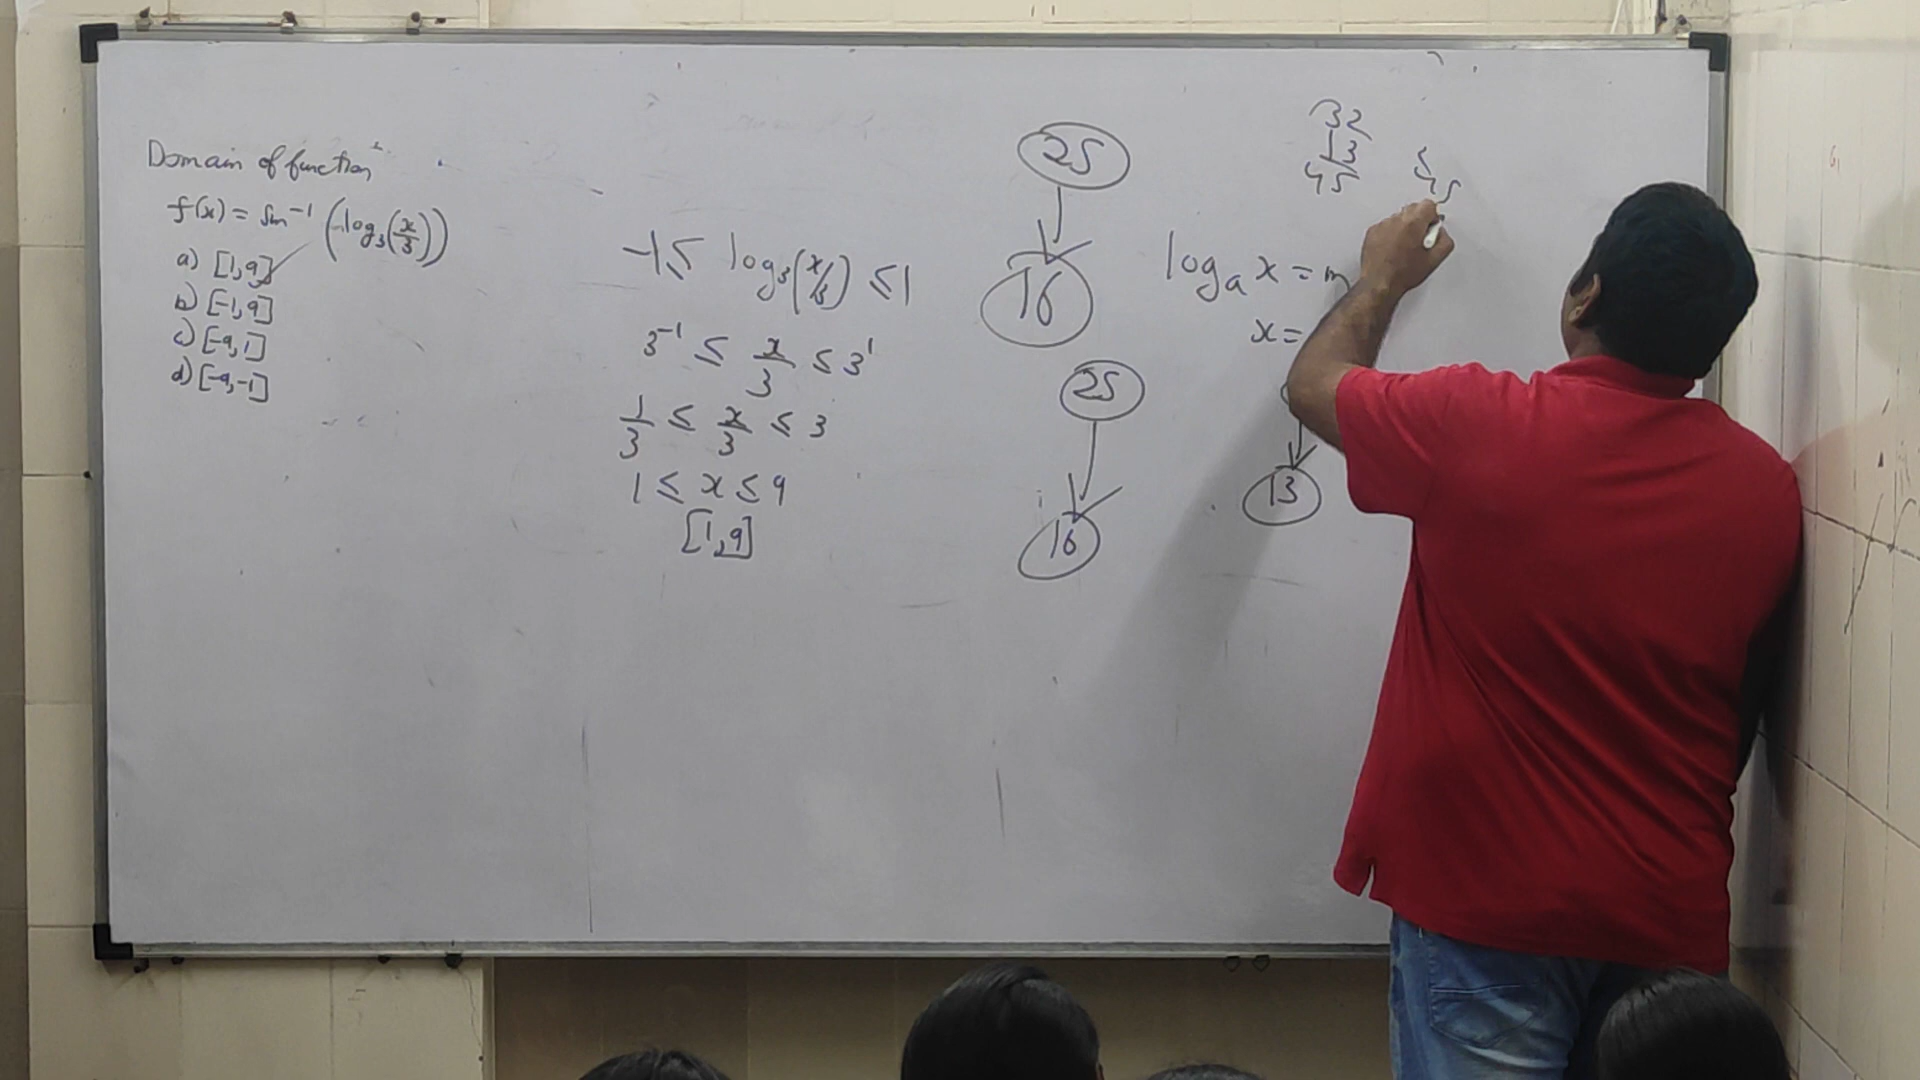 Domain of function
f(x) = Sin⁻¹ (log₃(x/3))
a) [1,9]
b) [-1,9]
c) [-9,1]
d) [-9,-1]
-1 ≤ log₃(x/3) ≤ 1
3⁻¹ ≤ x/3 ≤ 3¹
1/3 ≤ x/3 ≤ 3
1 ≤ x ≤ 9
[1,9]
25
16
25
16
32
13
45
45
logₐ x = m
x =
13